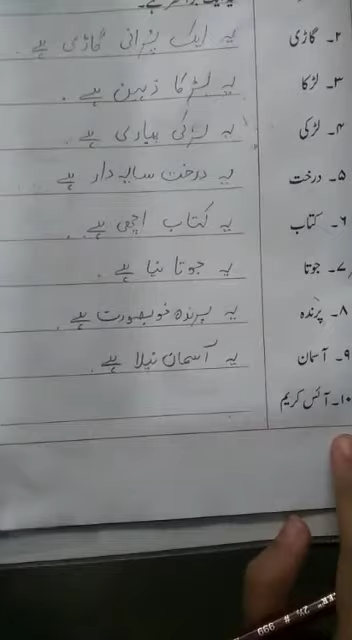 ۲۔ گاڑی یہ ایک پرانی گاڑی ہے۔
۳۔ لڑکا یہ لڑکا ذہین ہے۔
۴۔ لڑکی یہ لڑکی پیاری ہے۔
۵۔ درخت یہ درخت سایہ دار ہے
۶۔ کتاب یہ کتاب اچھی ہے۔
۷۔ جوتا یہ جوتا نیا ہے۔
۸۔ پرندہ یہ پرندہ خوبصورت ہے۔
۹۔ آسمان یہ آسمان نیلا ہے۔
۱۰۔ آئس کریم